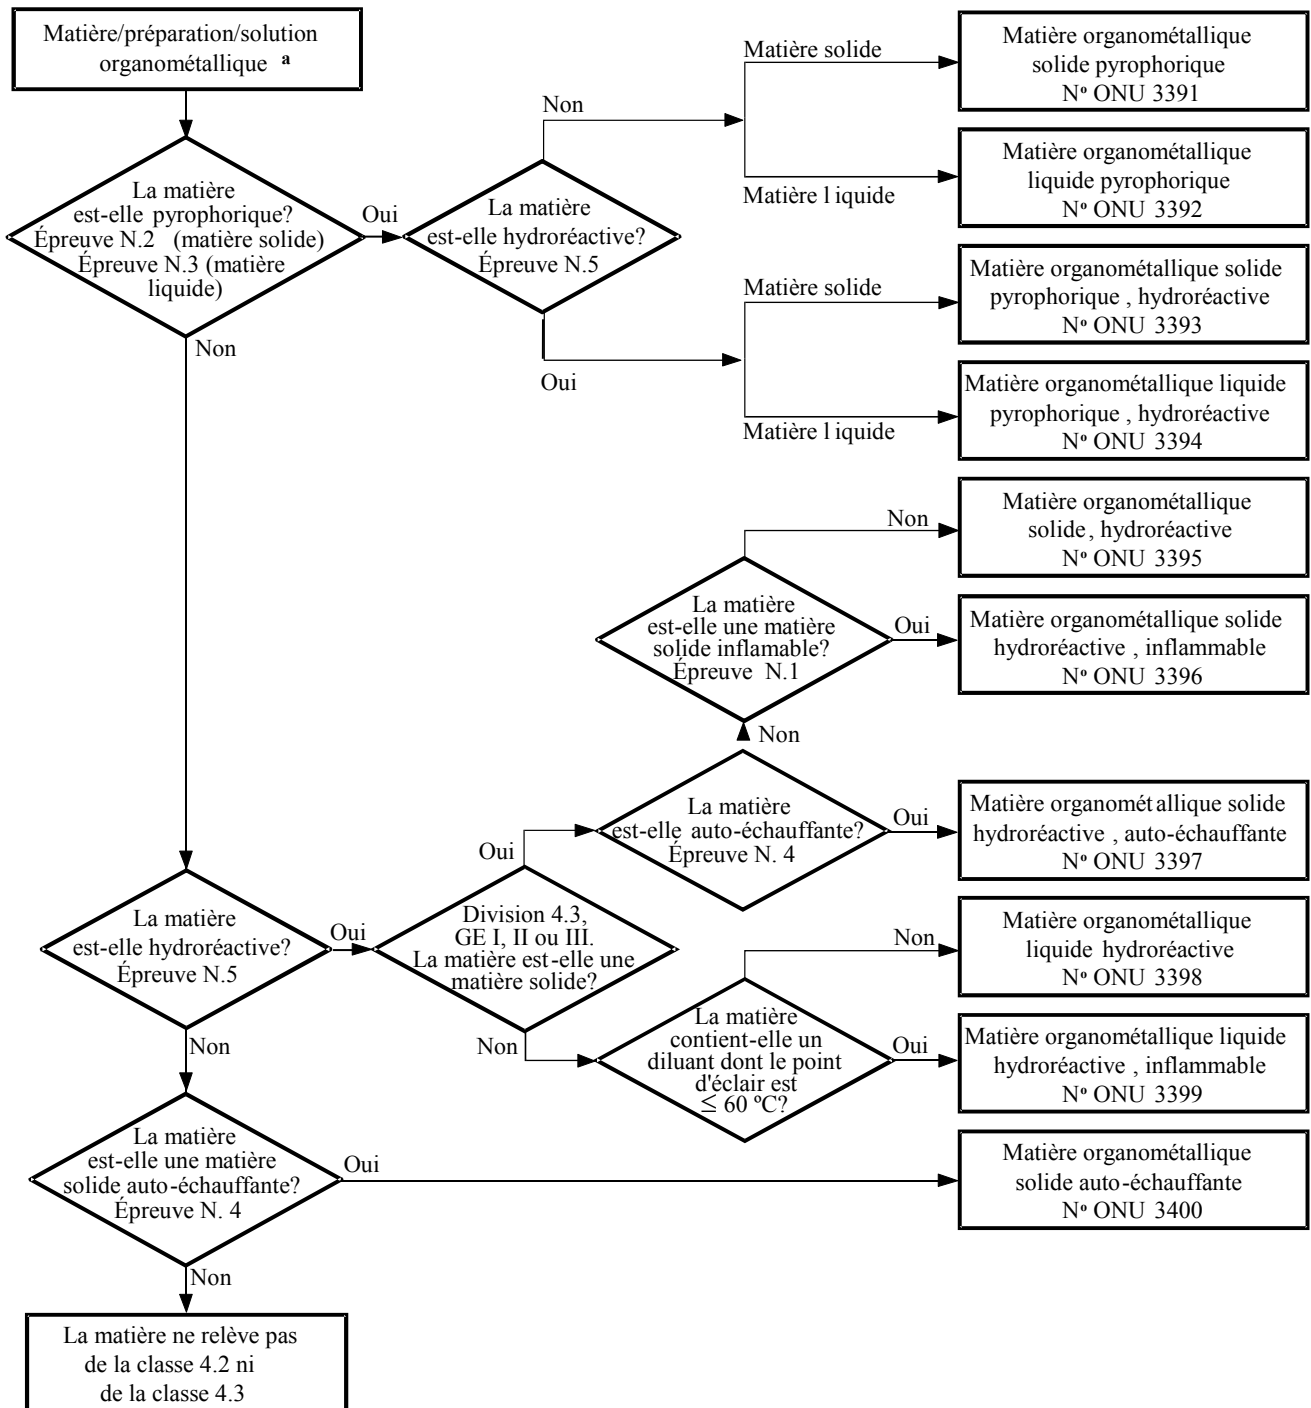 Matière/préparation/solution
organométallique a
La matière
est-elle pyrophorique?
Épreuve N.2 (matière solide)
Épreuve N.3 (matière
liquide)
Oui
Non
La matière
est-elle hydroréactive?
Épreuve N.5
Non
Oui
Matière solide
Matière l iquide
Matière organométallique
solide pyrophorique
Nº ONU 3391
Matière organométallique
liquide pyrophorique
Nº ONU 3392
Matière solide
Matière l iquide
Matière organométallique solide
pyrophorique , hydroréactive
Nº ONU 3393
Matière organométallique liquide
pyrophorique , hydroréactive
Nº ONU 3394
Non
Matière organométallique
solide, hydroréactive
Nº ONU 3395
La matière
est-elle une matière
solide inflamable?
Épreuve N.1
Oui
Matière organométallique solide
hydroréactive , inflammable
Nº ONU 3396
Non
La matière
est-elle auto-échauffante?
Épreuve N. 4
Oui
Matière organomét allique solide
hydroréactive , auto-échauffante
Nº ONU 3397
Oui
La matière
est-elle hydroréactive?
Épreuve N.5
Oui
Division 4.3,
GE I, II ou III.
La matière est-elle une
matière solide?
Non
Non
Matière organométallique
liquide hydroréactive
Nº ONU 3398
Non
La matière
contient-elle un
diluant dont le point
d'éclair est
≤ 60 ºC?
Oui
Matière organométallique liquide
hydroréactive , inflammable
Nº ONU 3399
La matière
est-elle une matière
solide auto-échauffante?
Épreuve N. 4
Oui
Matière organométallique
solide auto-échauffante
Nº ONU 3400
Non
La matière ne relève pas
de la classe 4.2 ni
de la classe 4.3